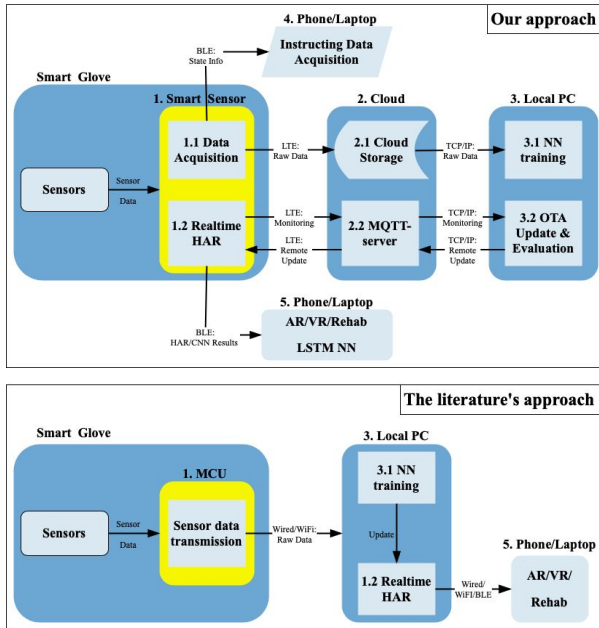 Our approach
4. Phone/Laptop
Instructing Data
Acquisition
BLE:
State Info
Smart Glove
1. Smart Sensor
2. Cloud
3. Local PC
1.1 Data
Acquisition
LTE:
Raw Data
2.1 Cloud
Storage
TCP/IP:
Raw Data
3.1 NN
training
Sensors
Sensor
Data
1.2 Realtime
HAR
LTE:
Monitoring
LTE:
Remote
Update
2.2 MQTT-
server
TCP/IP:
Monitoring
TCP/IP:
Remote
Update
3.2 OTA
Update &
Evaluation
BLE:
HAR/CNN Results
5. Phone/Laptop
AR/VR/Rehab
LSTM NN
The literature's approach
Smart Glove
1. MCU
3. Local PC
3.1 NN
training
Sensors
Sensor
Data
Sensor data
transmission
Wired/WiFi:
Raw Data
Update
1.2 Realtime
HAR
Wired/
WiFI/BLE
5. Phone/Laptop
AR/VR/
Rehab